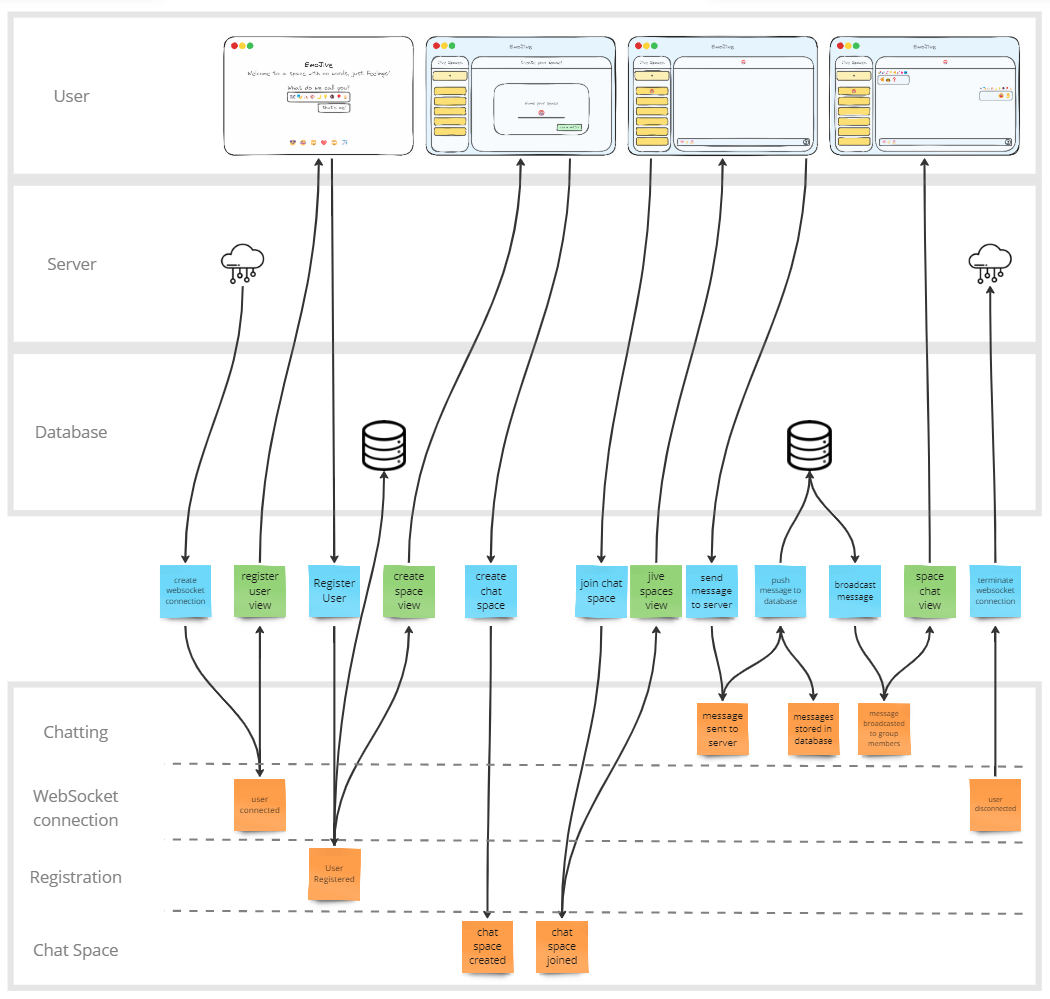 User
EmoJive
Welcome to a space with no words, just feelings!
What do we call you?
that's me!
EmoJive
Jive Spaces
Create your space!
Name your space
EmoJive
Jive Spaces
EmoJive
Jive Spaces
Server
Database
create
websocket
connection
register
user
view
Register
User
create
space
view
create
chat
space
join chat
space
jive
spaces
view
send
message
to server
push
message to
database
broadcast
message
space
chat
view
terminate
websocket
connection
Chatting
message
sent to
server
messages
stored in
database
message
broadcasted
to group
members
WebSocket
connection
user
connected
user
disconnected
Registration
User
Registered
Chat Space
chat
space
created
chat
space
joined